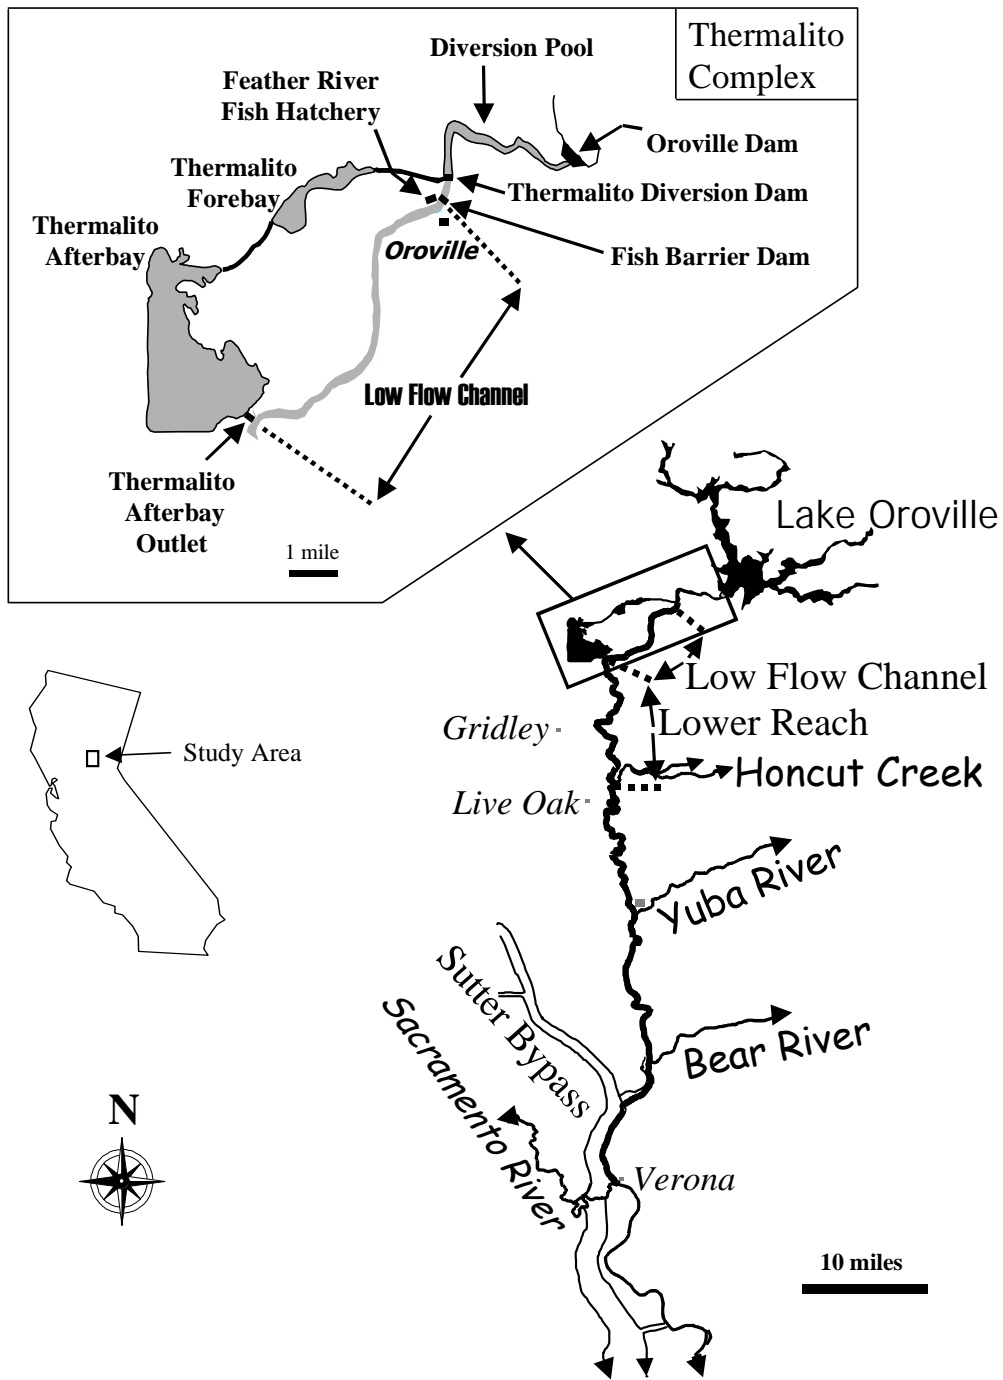 Thermalito
Complex
Diversion Pool
Feather River
Fish Hatchery
Oroville Dam
Thermalito
Forebay
Thermalito Diversion Dam
Thermalito
Afterbay
Oroville
Fish Barrier Dam
Low Flow Channel
Thermalito
Afterbay
Outlet
1 mile
Lake Oroville
Low Flow Channel
Lower Reach
Gridley
Study Area
Honcut Creek
Live Oak
Yuba River
Sutter Bypass
Sacramento River
Bear River
N
Verona
10 miles